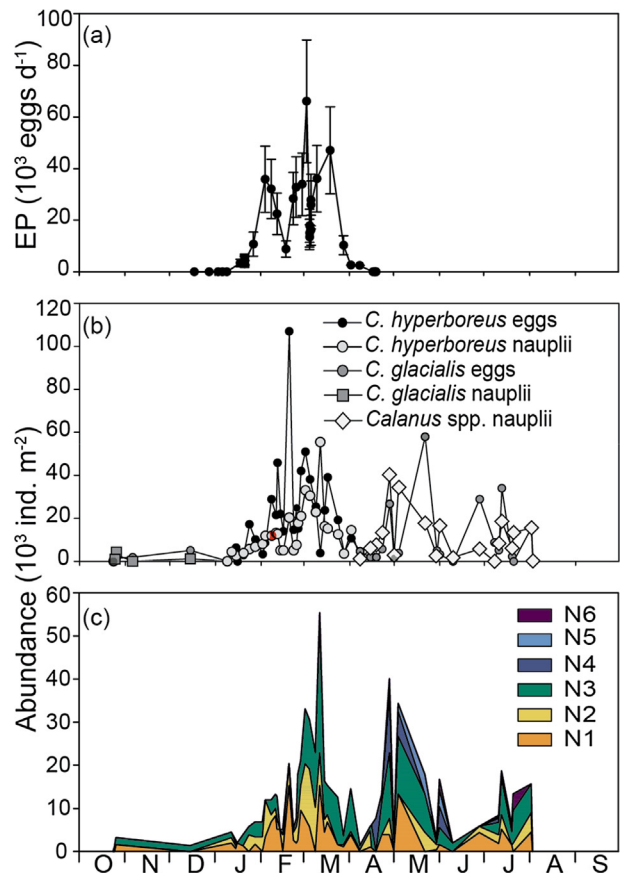 (a)
100
80
60
40
20
0
EP (10³ eggs d⁻¹)
(b)
120
100
80
60
40
20
0
C. hyperboreus eggs
C. hyperboreus nauplii
C. glacialis eggs
C. glacialis nauplii
Calanus spp. nauplii
Abundance (10³ ind. m⁻²)
(c)
60
50
40
30
20
10
0
N6
N5
N4
N3
N2
N1
O N D J F M A M J J A S